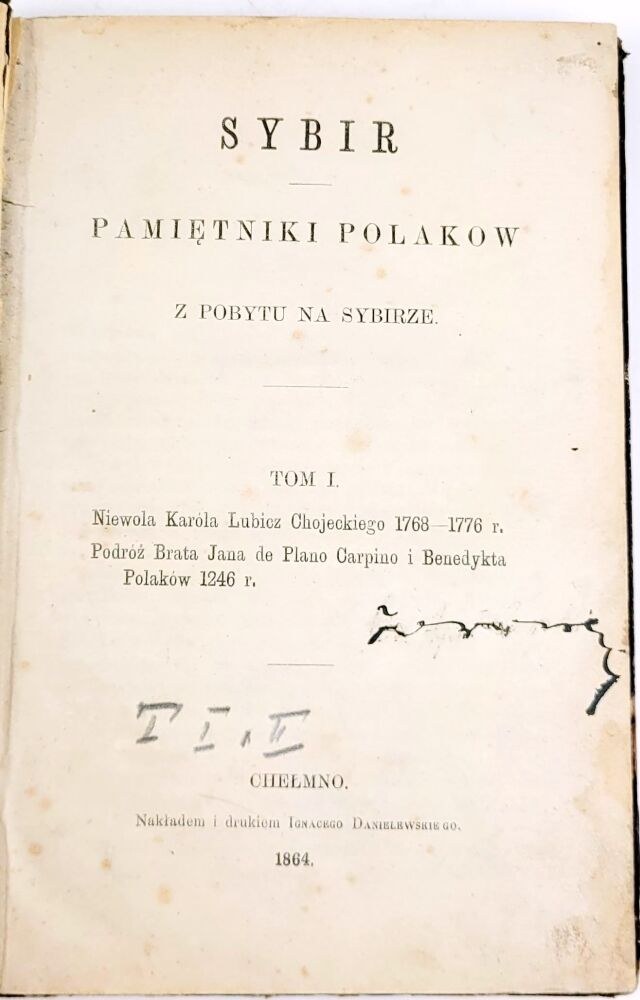 SYBIR
PAMIĘTNIKI POLAKOW
Z POBYTU NA SYBIRZE.
TOM I.
Niewola Karóla Lubicz Chojeckiego 1768—1776 r.
Podróż Brata Jana de Plano Carpino i Benedykta
Polaków 1246 r.
T I. II
CHEŁMNO.
Nakładem i drukiem Ignacego Danielewskiego.
1864.